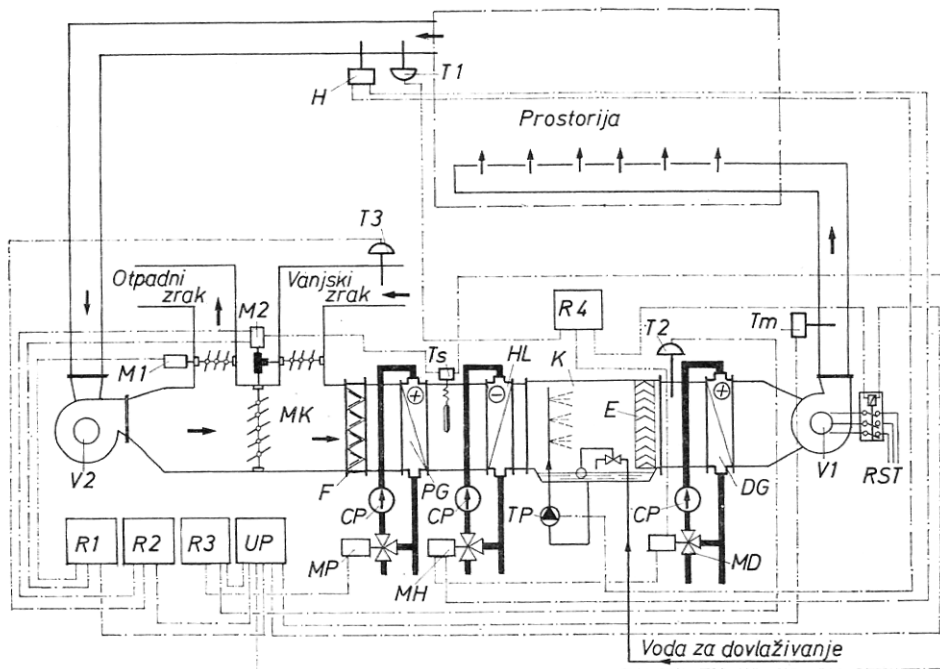 H
T1
Prostorija
T3
Otpadni
zrak
Vanjski
zrak
M2
M1
MK
Ts
HL
K
R4
T2
Tm
E
V2
F
PG
CP
CP
TP
CP
DG
V1
RST
R1
R2
R3
UP
MP
MH
MD
Voda za dovlaživanje